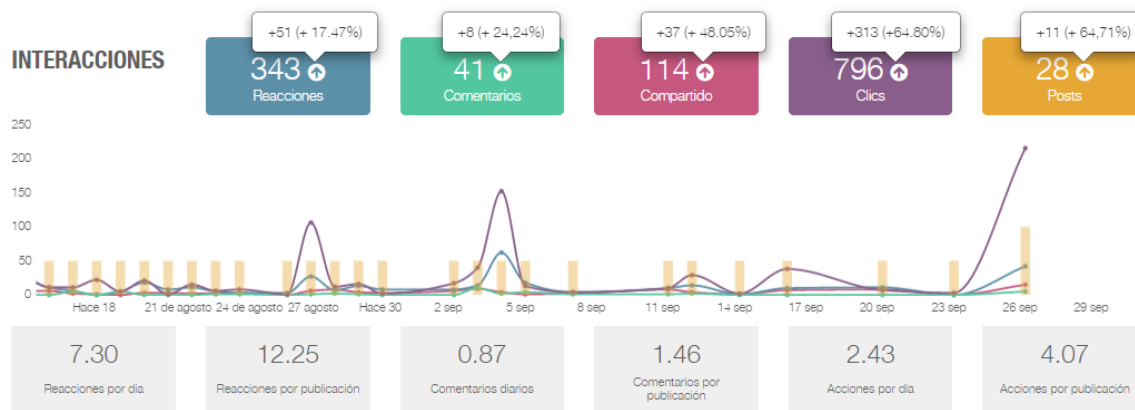 +51 (+ 17.47%)
+8 (+ 24,24%)
+37 (+ 48.05%)
+313 (+64.80%)
+11 (+ 64,71%)
INTERACCIONES
343
41
114
796
28
Reacciones
Comentarios
Compartido
Clics
Posts
250
200
150
100
50
0
Hace 18
21 de agosto
24 de agosto
27 agosto
Hace 30
2 sep
5 sep
8 sep
11 sep
14 sep
17 sep
20 sep
23 sep
26 sep
29 sep
7.30
12.25
0.87
1.46
2.43
4.07
Reacciones por dia
Reacciones por publicación
Comentarios diarios
Comentarios por
publicación
Acciones por día
Acciones por publicación